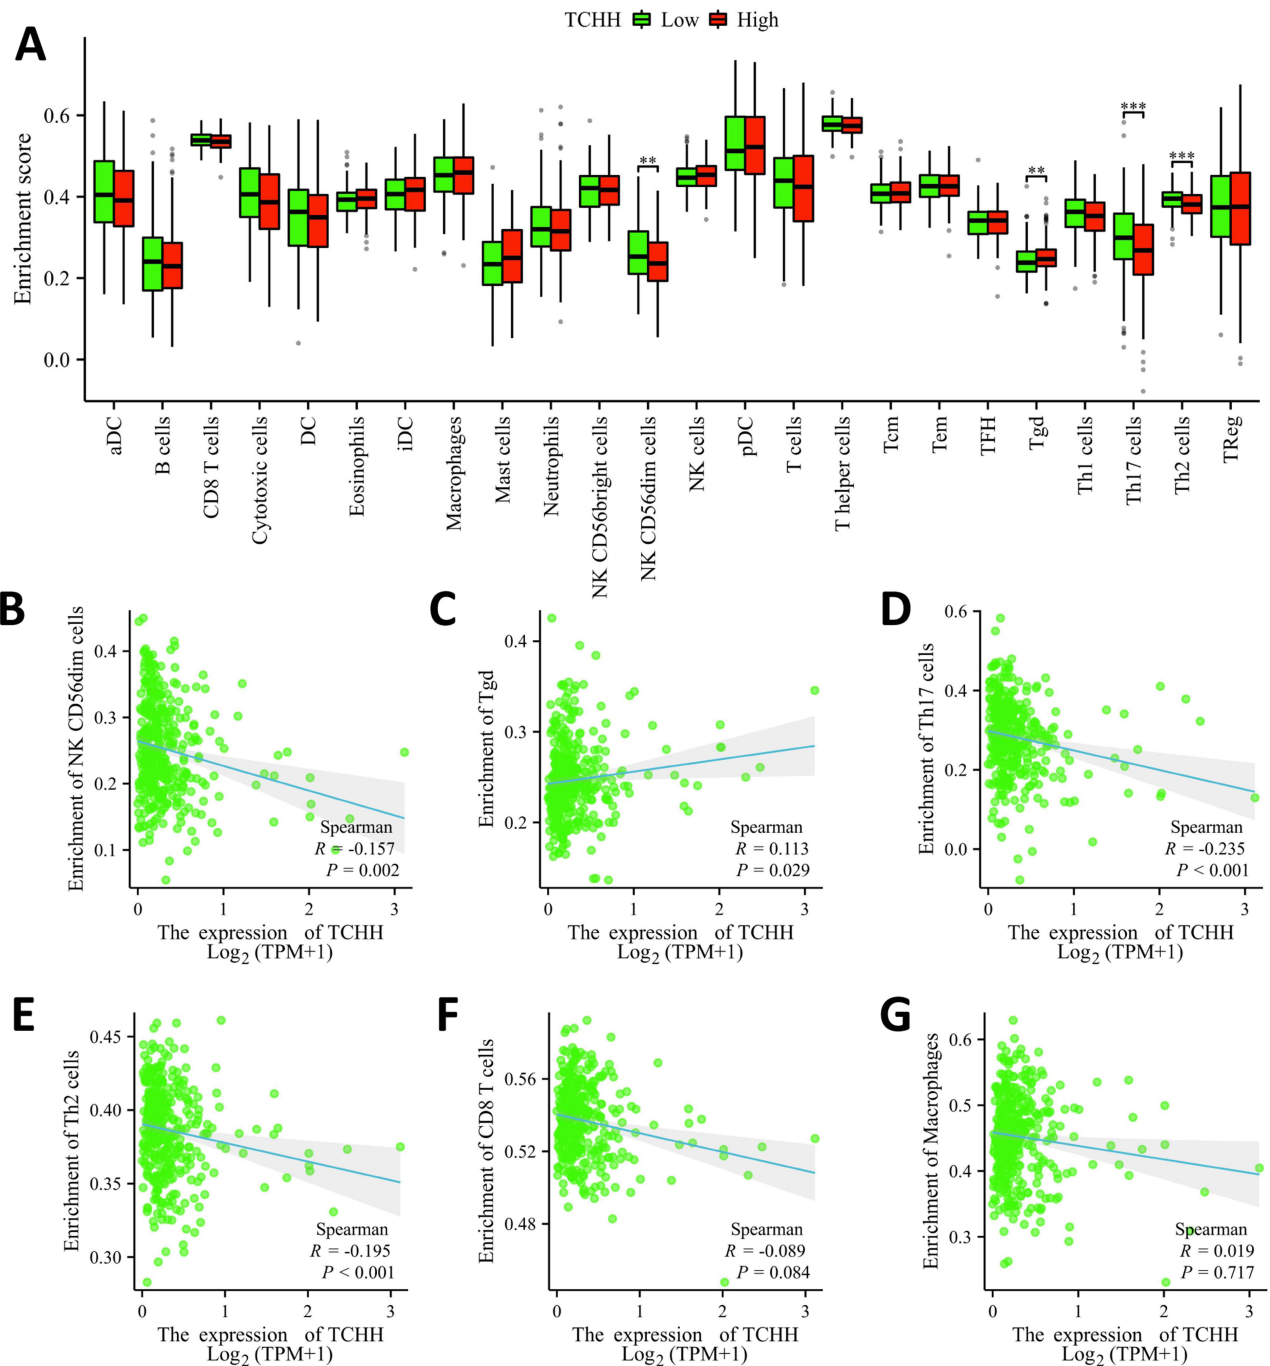 TCHH Low High
A
Enrichment score
0.6
0.4
0.2
0.0
** ** *** ***
aDC
B cells
CD8 T cells
Cytotoxic cells
DC
Eosinophils
iDC
Macrophages
Mast cells
Neutrophils
NK CD56bright cells
NK CD56dim cells
NK cells
pDC
T cells
T helper cells
Tcm
Tem
TFH
Tgd
Th1 cells
Th17 cells
Th2 cells
TReg
B
Enrichment of NK CD56dim cells
0.4
0.3
0.2
0.1
Spearman
R = -0.157
P = 0.002
0 1 2 3
The expression of TCHH
Log2 (TPM+1)
C
Enrichment of Tgd
0.4
0.3
0.2
Spearman
R = 0.113
P = 0.029
0 1 2 3
The expression of TCHH
Log2 (TPM+1)
D
Enrichment of Th17 cells
0.6
0.4
0.2
0.0
Spearman
R = -0.235
P < 0.001
0 1 2 3
The expression of TCHH
Log2 (TPM+1)
E
Enrichment of Th2 cells
0.45
0.40
0.35
0.30
Spearman
R = -0.195
P < 0.001
0 1 2 3
The expression of TCHH
Log2 (TPM+1)
F
Enrichment of CD8 T cells
0.56
0.52
0.48
Spearman
R = -0.089
P = 0.084
0 1 2 3
The expression of TCHH
Log2 (TPM+1)
G
Enrichment of Macrophages
0.6
0.5
0.4
0.3
Spearman
R = 0.019
P = 0.717
0 1 2 3
The expression of TCHH
Log2 (TPM+1)